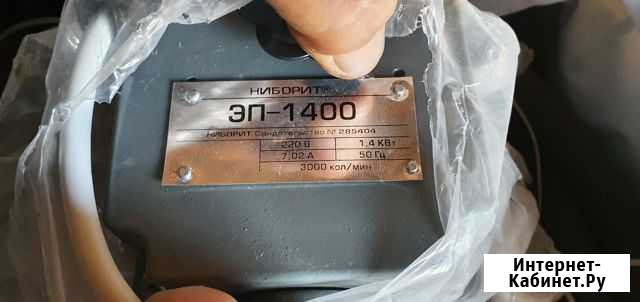 НИБОРИТ
ЭП-1400
НИБОРИТ Свидетельство № 285404
220 В 1,4 КВт
7,02 А 50 Гц
3000 кол/мин
Интернет-
Кабинет.Ру